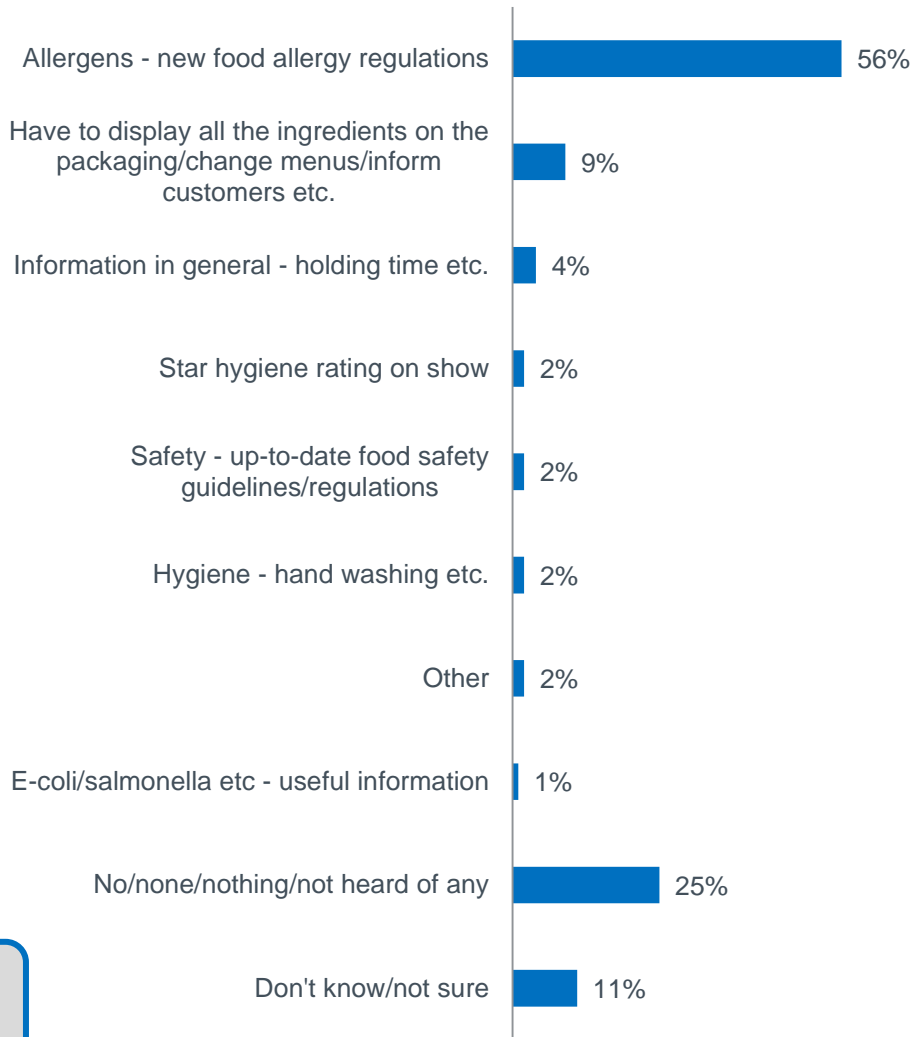 Allergens - new food allergy regulations 56%
Have to display all the ingredients on the
packaging/change menus/inform 9%
customers etc.
Information in general - holding time etc. 4%
Star hygiene rating on show 2%
Safety - up-to-date food safety
guidelines/regulations 2%
Hygiene - hand washing etc. 2%
Other 2%
E-coli/salmonella etc - useful information 1%
No/none/nothing/not heard of any 25%
Don't know/not sure 11%